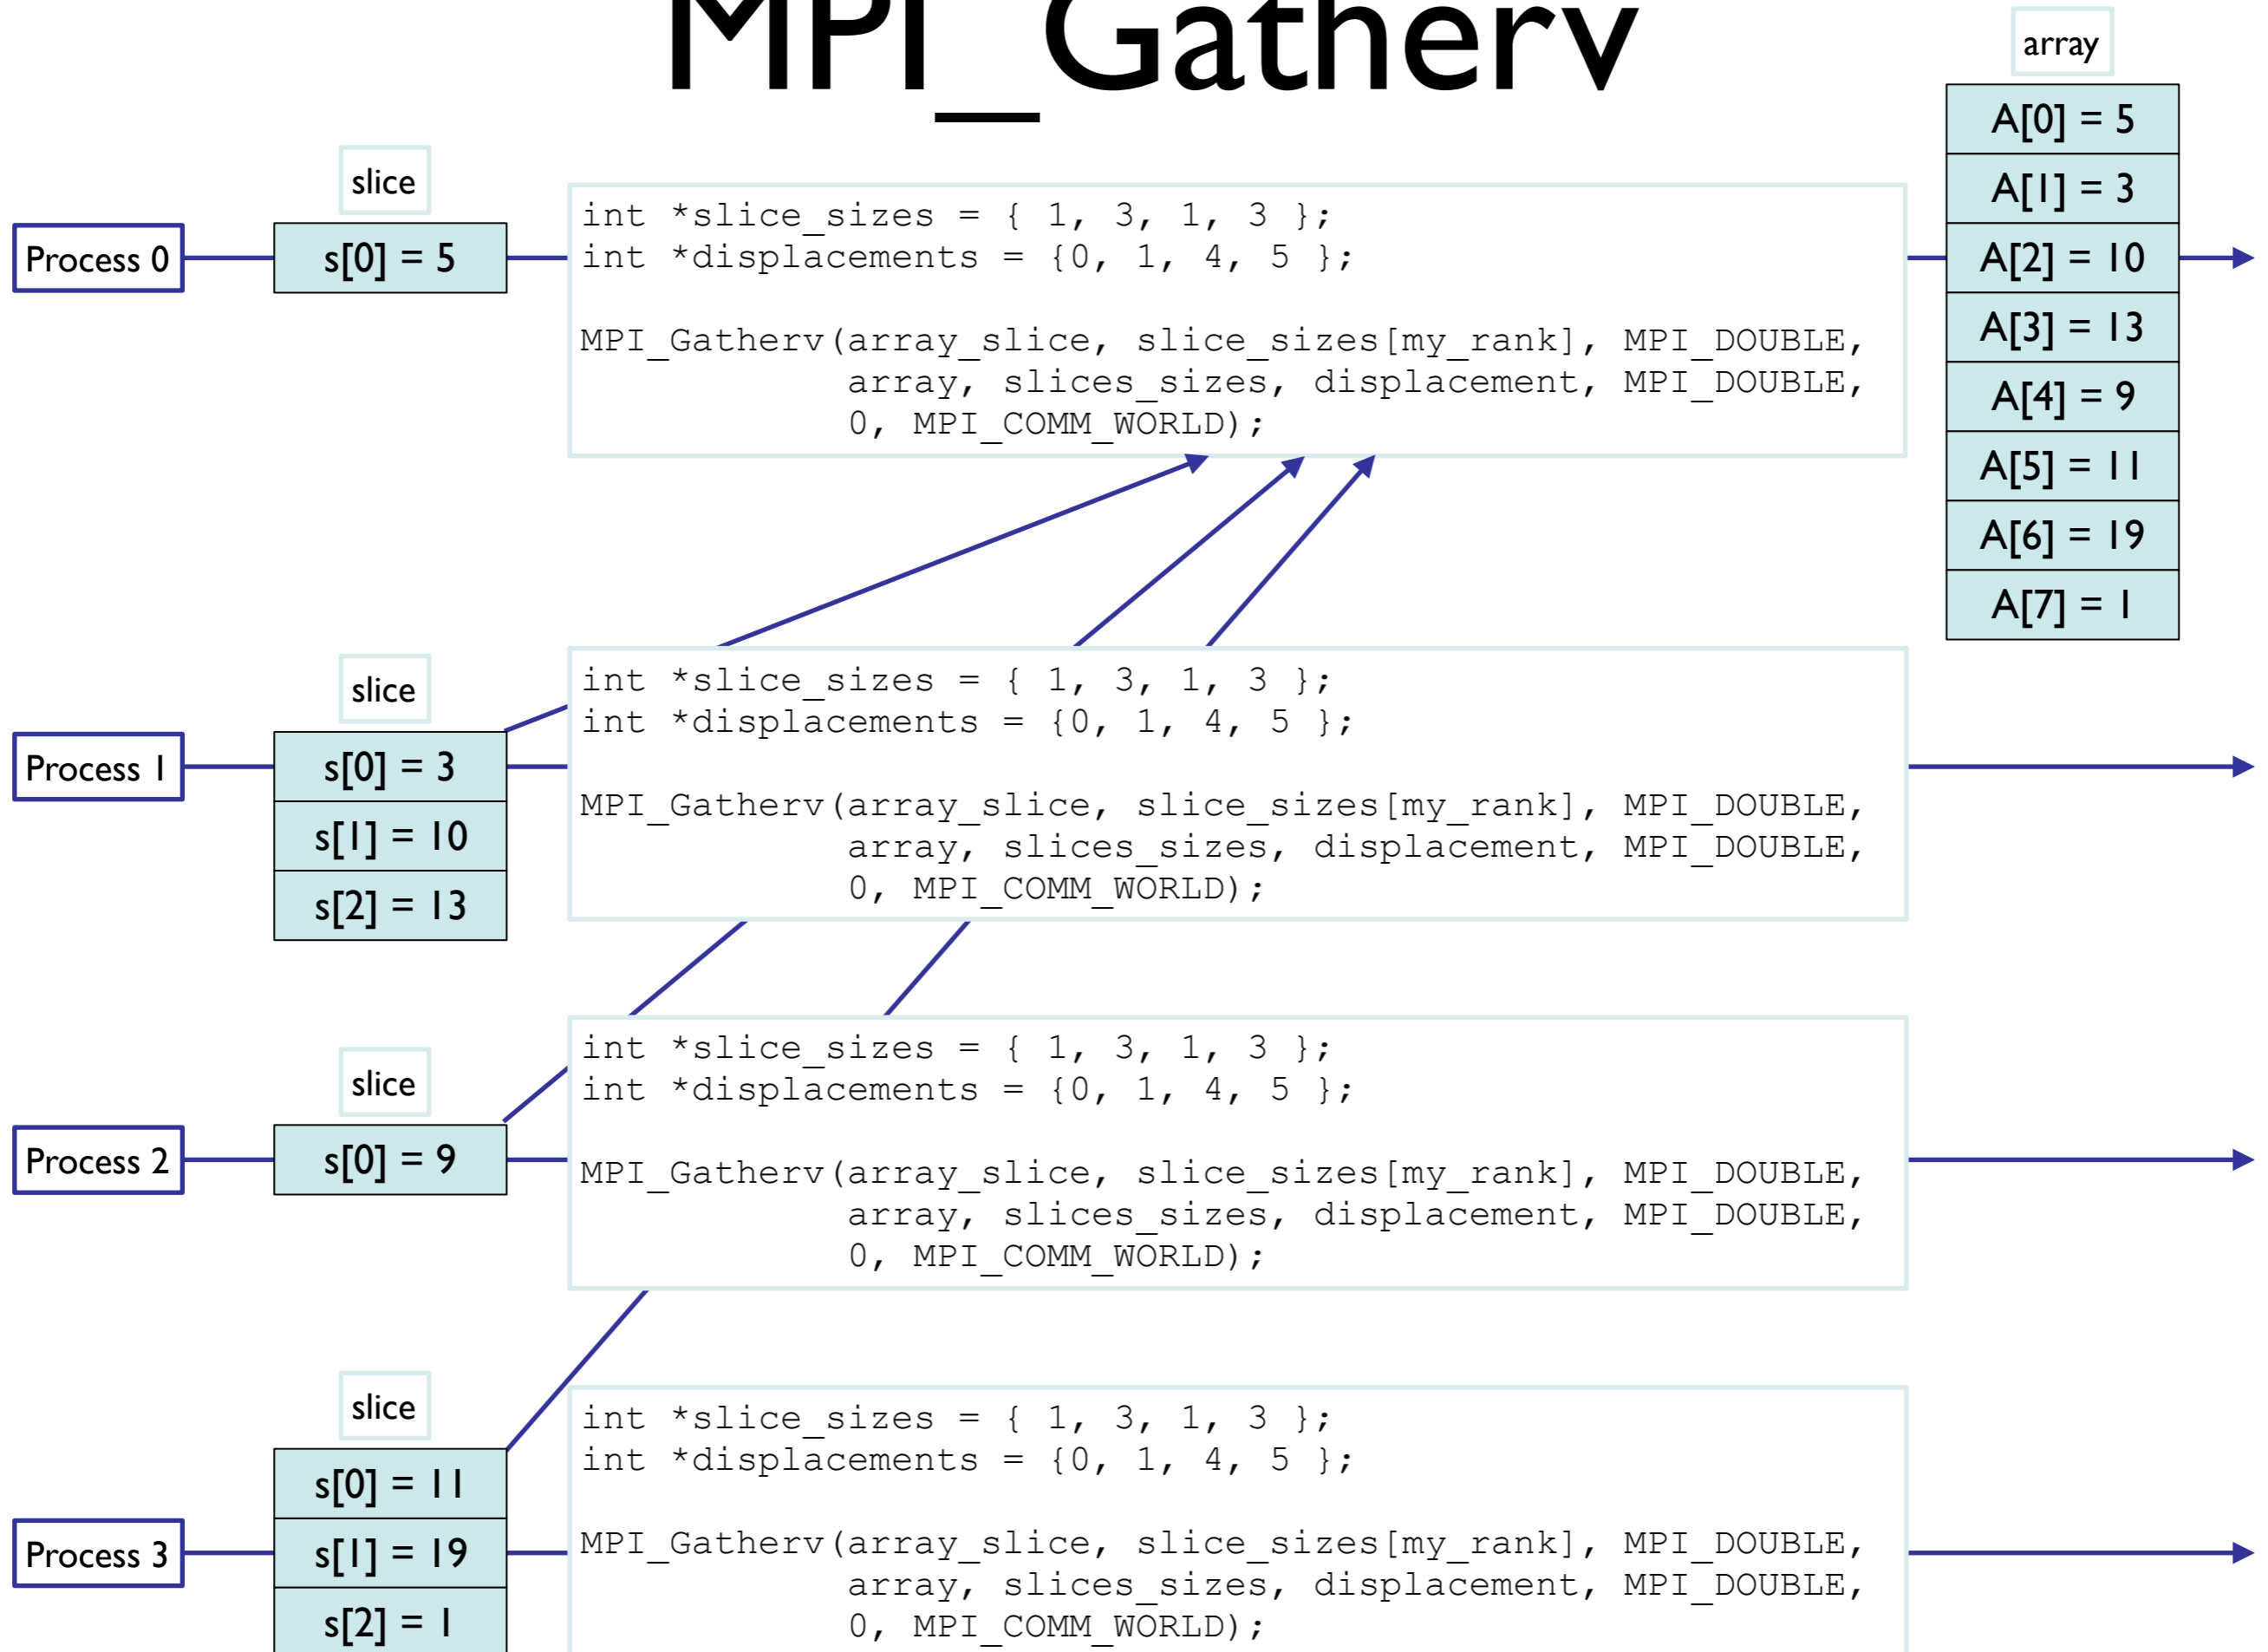 MPI_Gatherv
array
A[0] = 5
A[1] = 3
A[2] = 10
A[3] = 13
A[4] = 9
A[5] = 11
A[6] = 19
A[7] = 1
slice
Process 0
s[0] = 5
int *slice_sizes = { 1, 3, 1, 3 };
int *displacements = {0, 1, 4, 5 };
MPI_Gatherv(array_slice, slice_sizes[my_rank], MPI_DOUBLE,
array, slices_sizes, displacement, MPI_DOUBLE,
0, MPI_COMM_WORLD);
slice
Process 1
s[0] = 3
s[1] = 10
s[2] = 13
int *slice_sizes = { 1, 3, 1, 3 };
int *displacements = {0, 1, 4, 5 };
MPI_Gatherv(array_slice, slice_sizes[my_rank], MPI_DOUBLE,
array, slices_sizes, displacement, MPI_DOUBLE,
0, MPI_COMM_WORLD);
slice
Process 2
s[0] = 9
int *slice_sizes = { 1, 3, 1, 3 };
int *displacements = {0, 1, 4, 5 };
MPI_Gatherv(array_slice, slice_sizes[my_rank], MPI_DOUBLE,
array, slices_sizes, displacement, MPI_DOUBLE,
0, MPI_COMM_WORLD);
slice
Process 3
s[0] = 11
s[1] = 19
s[2] = 1
int *slice_sizes = { 1, 3, 1, 3 };
int *displacements = {0, 1, 4, 5 };
MPI_Gatherv(array_slice, slice_sizes[my_rank], MPI_DOUBLE,
array, slices_sizes, displacement, MPI_DOUBLE,
0, MPI_COMM_WORLD);